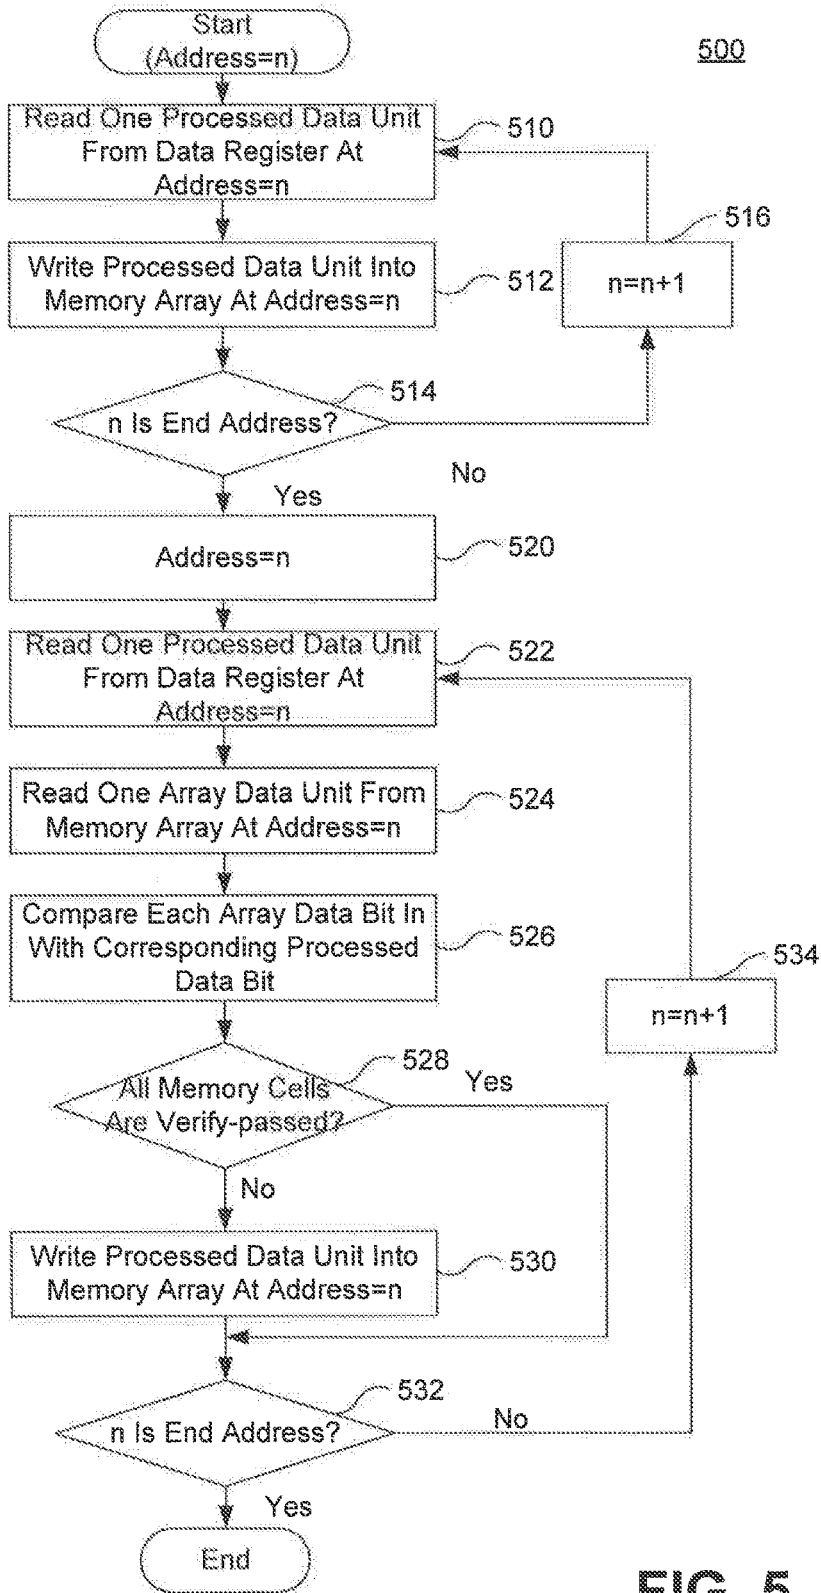 Start
(Address=n)
500
Read One Processed Data Unit
From Data Register At
Address=n
510
516
n=n+1
Write Processed Data Unit Into
Memory Array At Address=n
512
514
n Is End Address?
No
Yes
Address=n
520
Read One Processed Data Unit
From Data Register At
Address=n
522
Read One Array Data Unit From
Memory Array At Address=n
524
Compare Each Array Data Bit In
With Corresponding Processed
Data Bit
526
534
n=n+1
528
All Memory Cells
Are Verify-passed?
Yes
No
Write Processed Data Unit Into
Memory Array At Address=n
530
532
n Is End Address?
No
Yes
End
FIG. 5